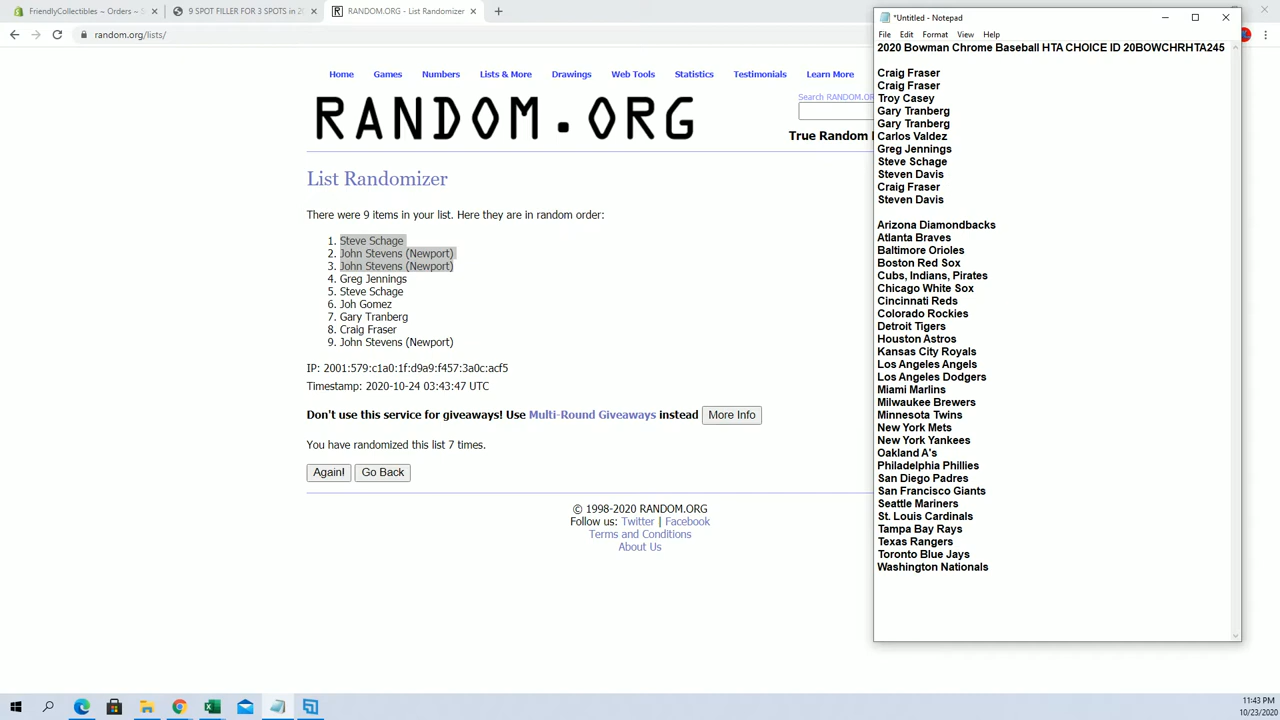 FriendlyCollectibles ~ Orders ~ S
9 SPOT FILLER FOR 3 SPOTS in 20
RANDOM.ORG - List Randomizer
random.org/lists/
Home Games Numbers Lists & More Drawings Web Tools Statistics Testimonials Learn More
Search RANDOM.OR
RANDOM.ORG
True Random
List Randomizer
There were 9 items in your list. Here they are in random order:
1. Steve Schage
2. John Stevens (Newport)
3. John Stevens (Newport)
4. Greg Jennings
5. Steve Schage
6. Joh Gomez
7. Gary Tranberg
8. Craig Fraser
9. John Stevens (Newport)
IP: 2001:579:c1a0:1f:d9a9:f457:3a0c:acf5
Timestamp: 2020-10-24 03:43:47 UTC
Don't use this service for giveaways! Use Multi-Round Giveaways instead More Info
You have randomized this list 7 times.
Again! Go Back
© 1998-2020 RANDOM.ORG
Follow us: Twitter | Facebook
Terms and Conditions
About Us
*Untitled - Notepad
File Edit Format View Help
2020 Bowman Chrome Baseball HTA CHOICE ID 20BOWCHRHTA245
Craig Fraser
Craig Fraser
Troy Casey
Gary Tranberg
Gary Tranberg
Carlos Valdez
Greg Jennings
Steve Schage
Steven Davis
Craig Fraser
Steven Davis
Arizona Diamondbacks
Atlanta Braves
Baltimore Orioles
Boston Red Sox
Cubs, Indians, Pirates
Chicago White Sox
Cincinnati Reds
Colorado Rockies
Detroit Tigers
Houston Astros
Kansas City Royals
Los Angeles Angels
Los Angeles Dodgers
Miami Marlins
Milwaukee Brewers
Minnesota Twins
New York Mets
New York Yankees
Oakland A's
Philadelphia Phillies
San Diego Padres
San Francisco Giants
Seattle Mariners
St. Louis Cardinals
Tampa Bay Rays
Texas Rangers
Toronto Blue Jays
Washington Nationals
11:43 PM
10/23/2020